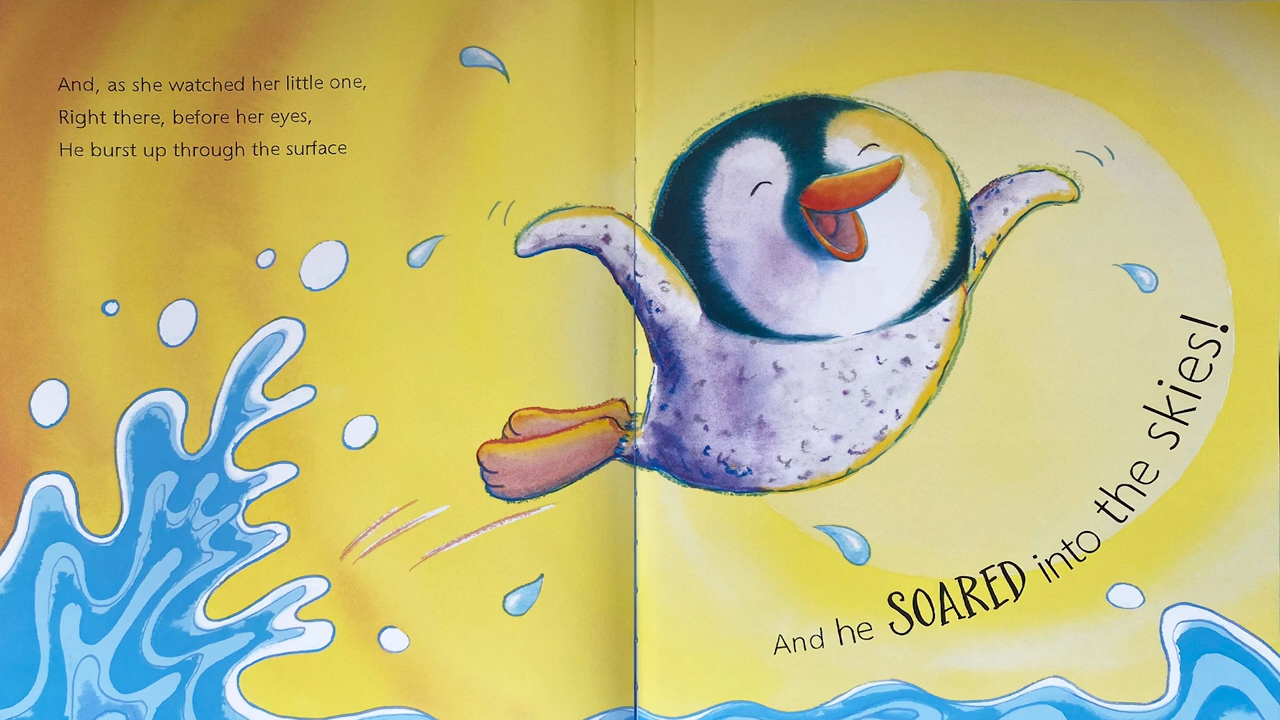 And, as she watched her little one,
Right there, before her eyes,
He burst up through the surface
And he SOARED into the skies!